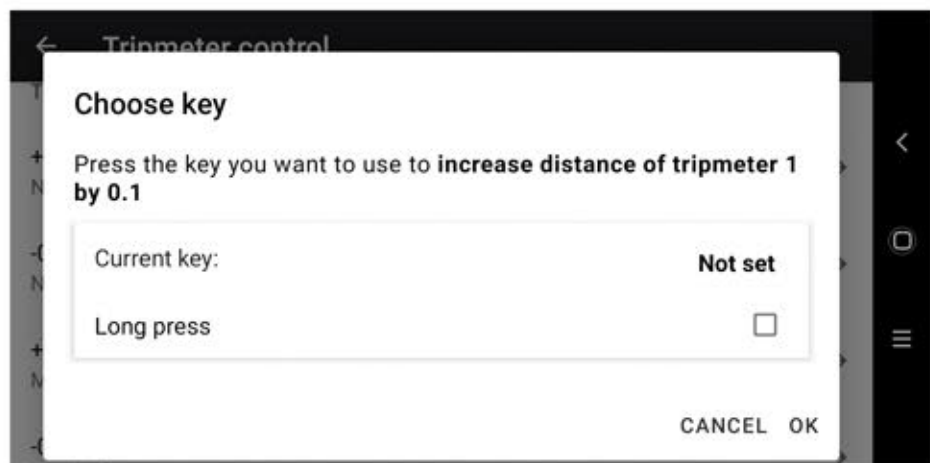 Tripmeter control
Choose key
Press the key you want to use to increase distance of tripmeter 1
by 0.1
Current key:
Not set
Long press
CANCEL OK